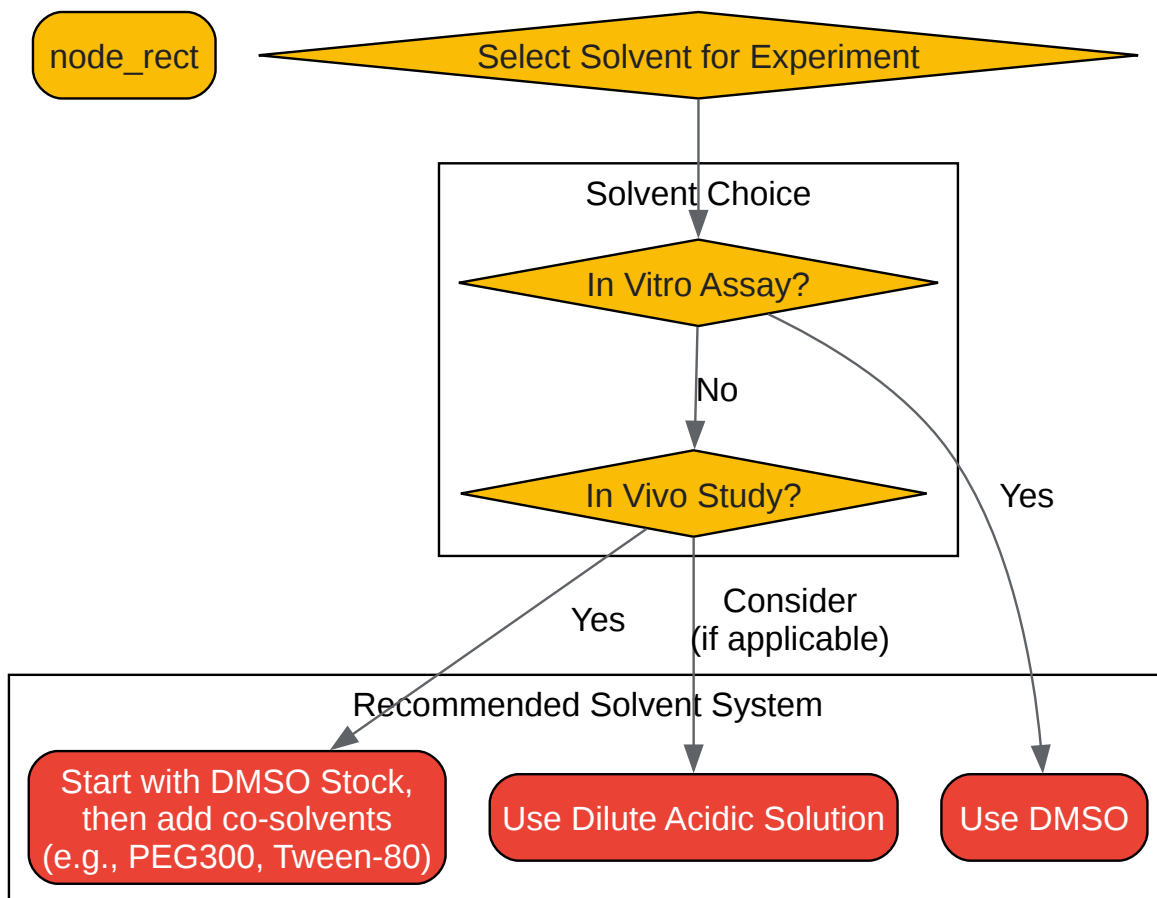 node_rect
Select Solvent for Experiment
Solvent Choice
In Vitro Assay?
No
In Vivo Study?
Yes
Yes
Consider
(if applicable)
Recommended Solvent System
Start with DMSO Stock,
then add co-solvents
(e.g., PEG300, Tween-80)
Use Dilute Acidic Solution
Use DMSO